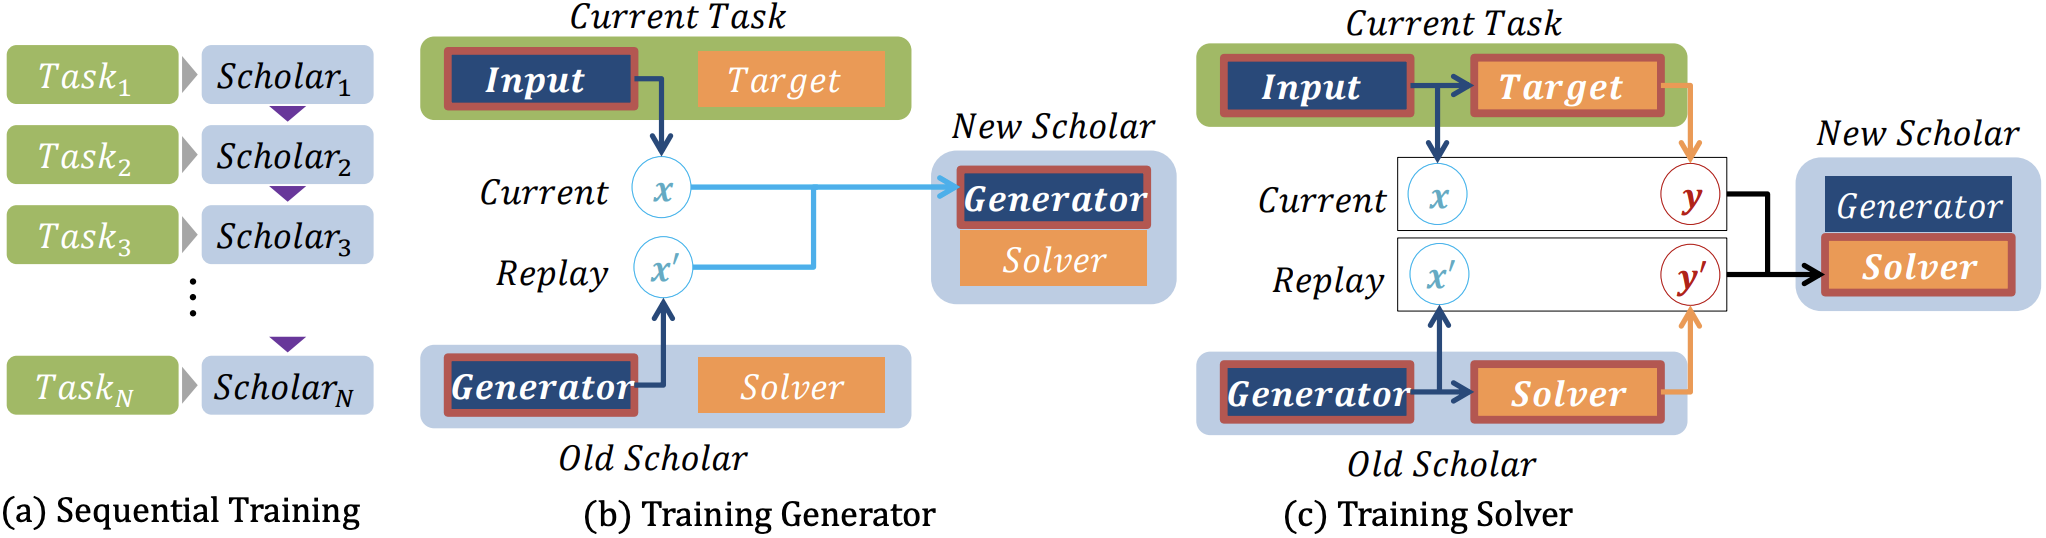 Task₁ Scholar₁
Task₂ Scholar₂
Task₃ Scholar₃
⋮
Task_N Scholar_N
(a) Sequential Training
Current Task
Input Target
Current x
Replay x′
New Scholar
Generator
Solver
Generator Solver
Old Scholar
(b) Training Generator
Current Task
Input Target
Current x y
Replay x′ y′
New Scholar
Generator
Solver
Generator Solver
Old Scholar
(c) Training Solver